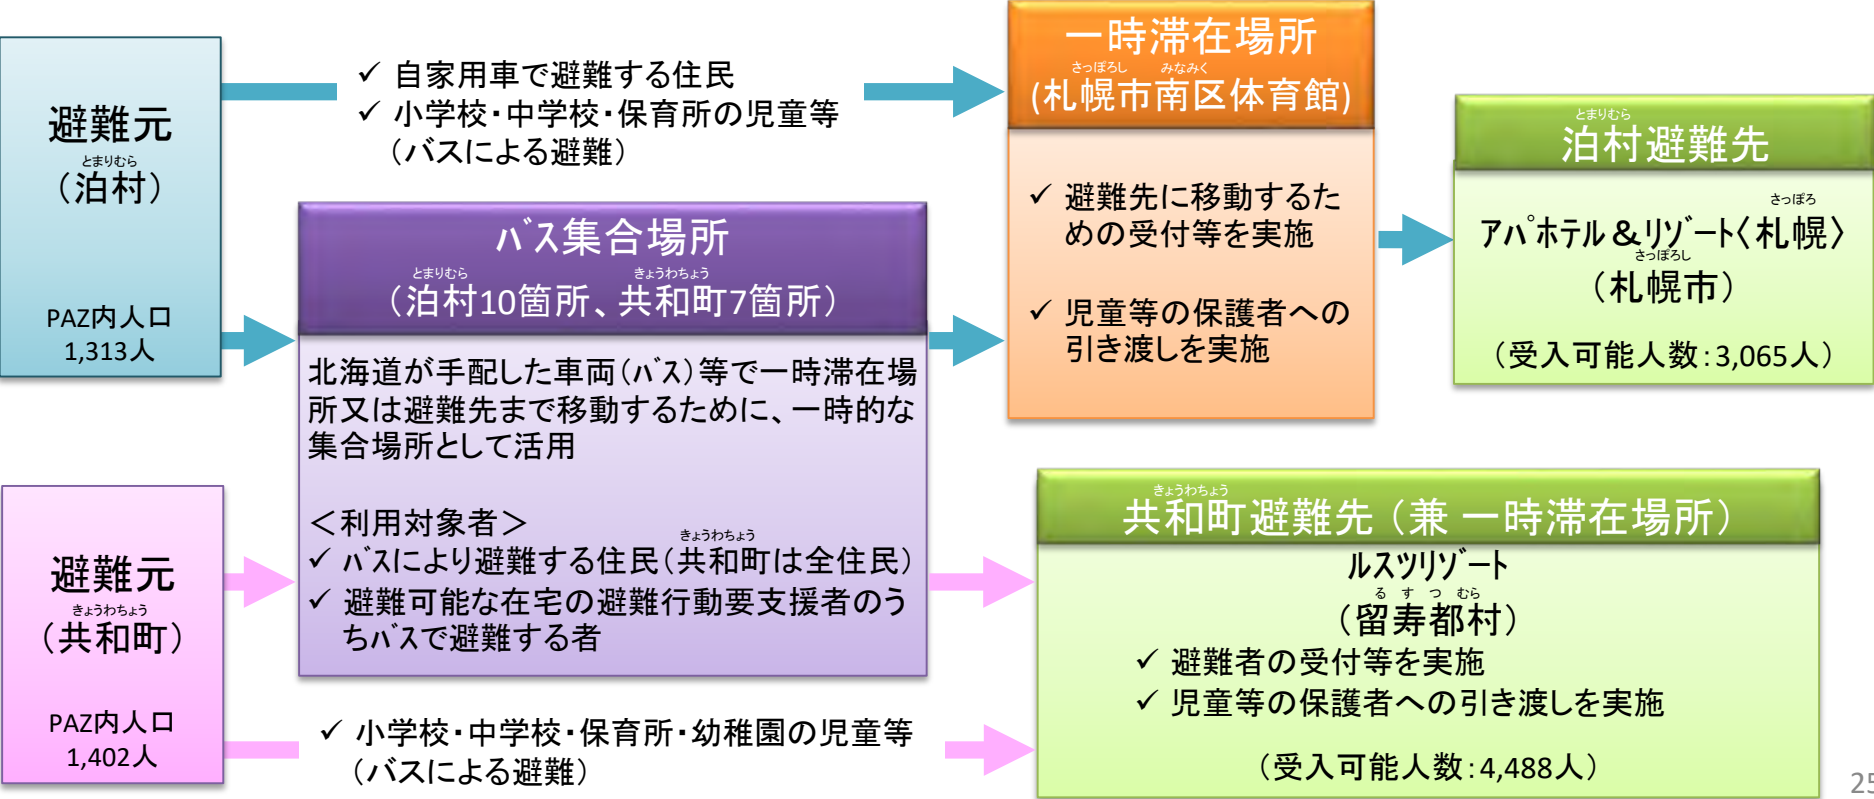 避難元
とまりむら
（泊村）
PAZ内人口
1,313人
✓ 自家用車で避難する住民
✓ 小学校・中学校・保育所の児童等
（バスによる避難）
バス集合場所
とまりむら きょうわちょう
（泊村10箇所、共和町7箇所）
北海道が手配した車両（バス）等で一時滞在場
所又は避難先まで移動するために、一時的な
集合場所として活用
＜利用対象者＞
きょうわちょう
✓ バスにより避難する住民（共和町は全住民）
✓ 避難可能な在宅の避難行動要支援者のう
ちバスで避難する者
一時滞在場所
さっぽろし みなみく
(札幌市南区体育館)
✓ 避難先に移動するた
めの受付等を実施
✓ 児童等の保護者への
引き渡しを実施
とまりむら
泊村避難先
さっぽろ
アパホテル＆リゾート〈札幌〉
さっぽろし
（札幌市）
（受入可能人数：3,065人）
避難元
きょうわちょう
（共和町）
PAZ内人口
1,402人
✓ 小学校・中学校・保育所・幼稚園の児童等
（バスによる避難）
きょうわちょう
共和町避難先（兼 一時滞在場所）
ルスツリゾート
る す つ むら
（留寿都村）
✓ 避難者の受付等を実施
✓ 児童等の保護者への引き渡しを実施
（受入可能人数：4,488人）
25